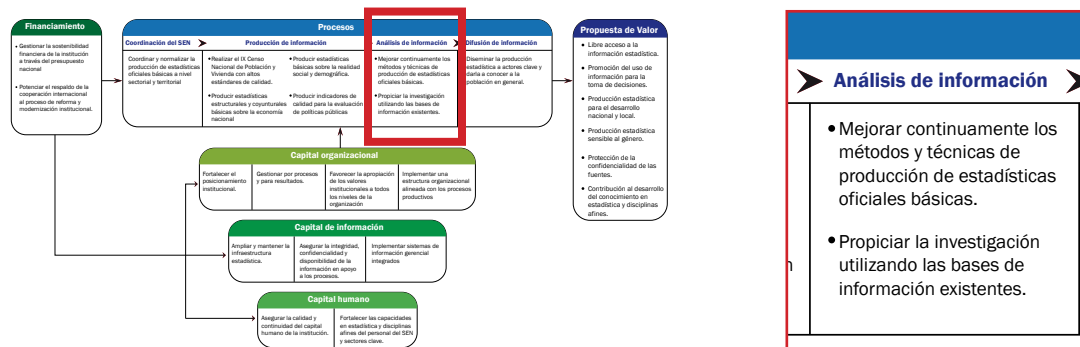 Financiamiento
• Gestionar la sostenibilidad
financiera de la institución
a través del presupuesto
nacional
• Potenciar el respaldo de la
cooperación internacional
al proceso de reforma y
modernización institucional.
Procesos
Coordinación del SEN
Coordinar y normalizar la
producción de estadísticas
oficiales básicas a nivel
sectorial y territorial
Producción de información
•Realizar el IX Censo
Nacional de Población y
Vivienda con altos
estándares de calidad.
•Producir estadísticas
estructurales y coyunturales
básicas sobre la economía
nacional
•Producir estadísticas
básicas sobre la realidad
social y demográfica.
•Producir indicadores de
calidad para la evaluación
de políticas públicas
Análisis de información
•Mejorar continuamente los
métodos y técnicas de
producción de estadísticas
oficiales básicas.
•Propiciar la investigación
utilizando las bases de
información existentes.
Difusión de información
Diseminar la producción
estadística a actores clave y
darla a conocer a la
población en general.
Propuesta de Valor
• Libre acceso a la
información estadística.
• Promoción del uso de
información para la
toma de decisiones.
• Producción estadística
para el desarrollo
nacional y local.
• Producción estadística
sensible al género.
• Protección de la
confidencialidad de las
fuentes.
• Contribución al desarrollo
del conocimiento en
estadística y disciplinas
afines.
Capital organizacional
Fortalecer el
posicionamiento
institucional.
Gestionar por procesos
y para resultados.
Favorecer la apropiación
de los valores
institucionales a todos
los niveles de la
organización
Implementar una
estructura organizacional
alineada con los procesos
productivos
Capital de información
Ampliar y mantener la
infraestructura
estadística.
Asegurar la integridad,
confidencialidad y
disponibilidad de la
información en apoyo
a los procesos.
Implementar sistemas de
información gerencial
integrados
Capital humano
Asegurar la calidad y
continuidad del capital
humano de la institución.
Fortalecer las capacidades
en estadística y disciplinas
afines del personal del SEN
y sectores clave.
Análisis de información
•Mejorar continuamente los
métodos y técnicas de
producción de estadísticas
oficiales básicas.
•Propiciar la investigación
utilizando las bases de
información existentes.